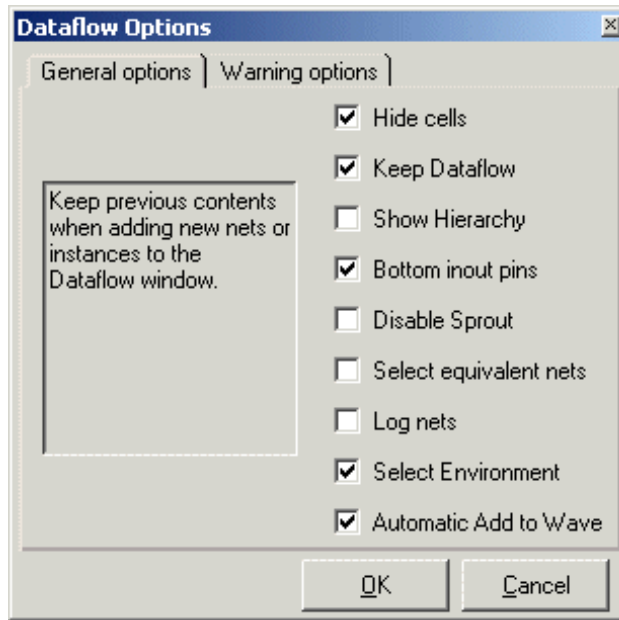 Dataflow Options
General options
Warning options
Hide cells
Keep Dataflow
Show Hierarchy
Bottom inout pins
Disable Sprout
Select equivalent nets
Log nets
Select Environment
Automatic Add to Wave
Keep previous contents
when adding new nets or
instances to the
Dataflow window.
OK
Cancel